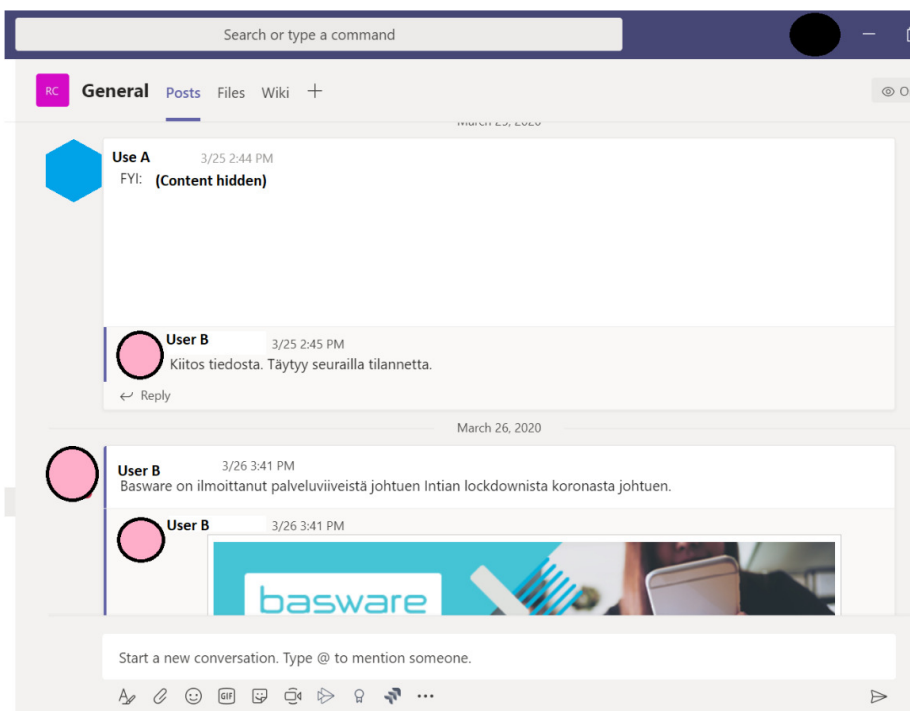 Search or type a command
RC General Posts Files Wiki +
March 25, 2020
Use A 3/25 2:44 PM
FYI: (Content hidden)
User B 3/25 2:45 PM
Kiitos tiedosta. Täytyy seurailla tilannetta.
Reply
March 26, 2020
User B 3/26 3:41 PM
Basware on ilmoittanut palveluviiveistä johtuen Intian lockdownista koronasta johtuen.
User B 3/26 3:41 PM
basware
Start a new conversation. Type @ to mention someone.
GIF